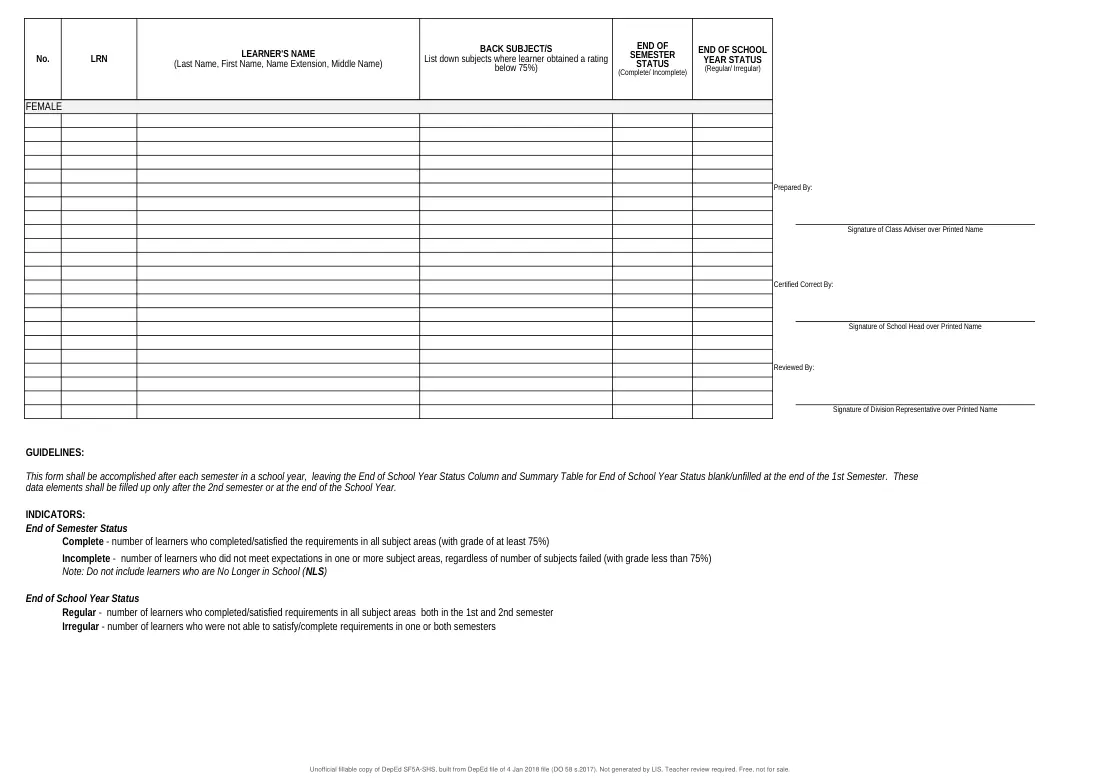 No.
LRN
LEARNER'S NAME
(Last Name, First Name, Name Extension, Middle Name)
BACK SUBJECT/S
List down subjects where learner obtained a rating
below 75%)
END OF
SEMESTER
STATUS
(Complete/ Incomplete)
END OF SCHOOL
YEAR STATUS
(Regular/ Irregular)
FEMALE
Prepared By:
Signature of Class Adviser over Printed Name
Certified Correct By:
Signature of School Head over Printed Name
Reviewed By:
Signature of Division Representative over Printed Name
GUIDELINES:
This form shall be accomplished after each semester in a school year, leaving the End of School Year Status Column and Summary Table for End of School Year Status blank/unfilled at the end of the 1st Semester. These
data elements shall be filled up only after the 2nd semester or at the end of the School Year.
INDICATORS:
End of Semester Status
Complete - number of learners who completed/satisfied the requirements in all subject areas (with grade of at least 75%)
Incomplete - number of learners who did not meet expectations in one or more subject areas, regardless of number of subjects failed (with grade less than 75%)
Note: Do not include learners who are No Longer in School (NLS)
End of School Year Status
Regular - number of learners who completed/satisfied requirements in all subject areas both in the 1st and 2nd semester
Irregular - number of learners who were not able to satisfy/complete requirements in one or both semesters
Unofficial fillable copy of DepEd SF5A-SHS, built from DepEd file of 4 Jan 2018 file (DO 58 s.2017). Not generated by LIS. Teacher review required. Free, not for sale.